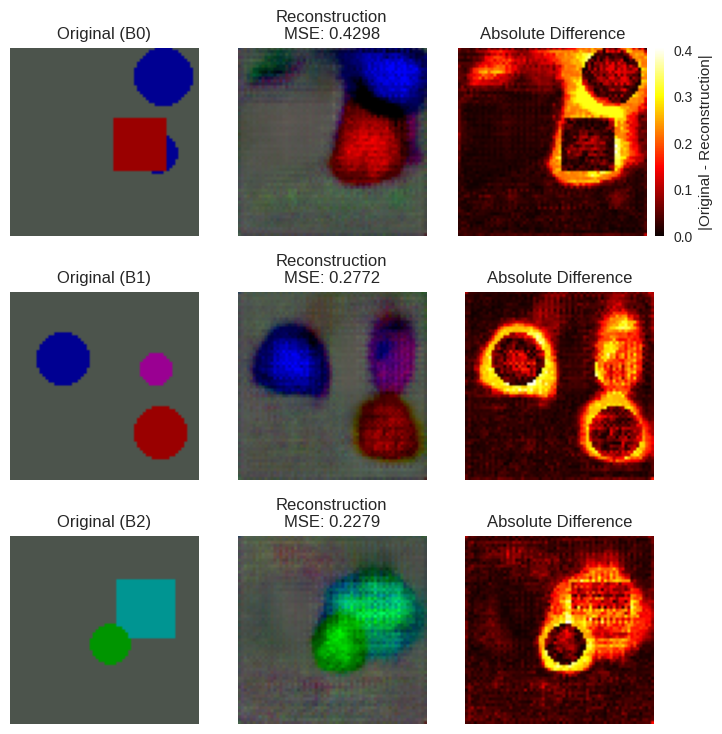 Original (B0)
Reconstruction
MSE: 0.4298
Absolute Difference
0.4
0.3
0.2
0.1
0.0
|Original - Reconstruction|
Original (B1)
Reconstruction
MSE: 0.2772
Absolute Difference
Original (B2)
Reconstruction
MSE: 0.2279
Absolute Difference